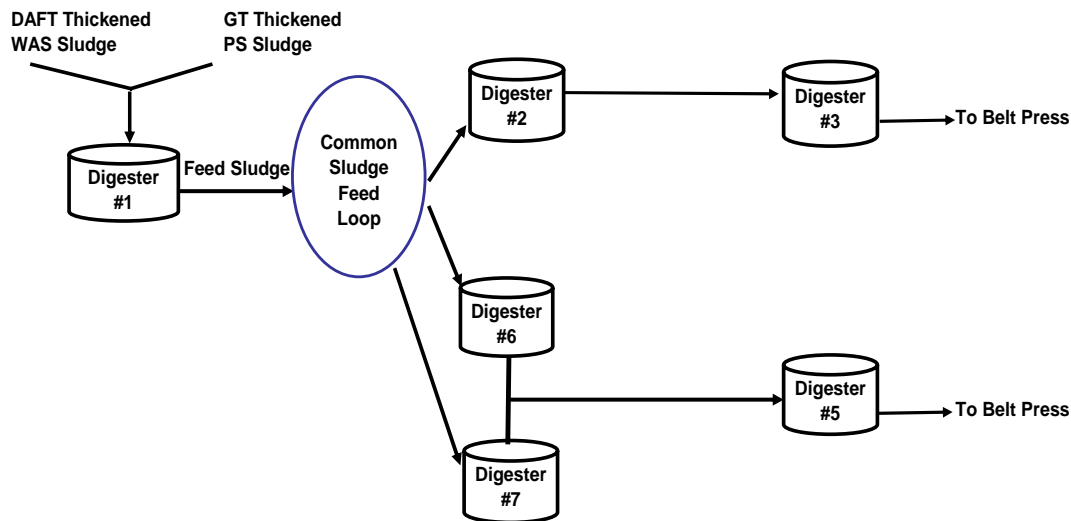 DAFT Thickened
WAS Sludge
GT Thickened
PS Sludge
Digester
#1
Feed Sludge
Common
Sludge
Feed
Loop
Digester
#2
Digester
#3
To Belt Press
Digester
#6
Digester
#5
To Belt Press
Digester
#7